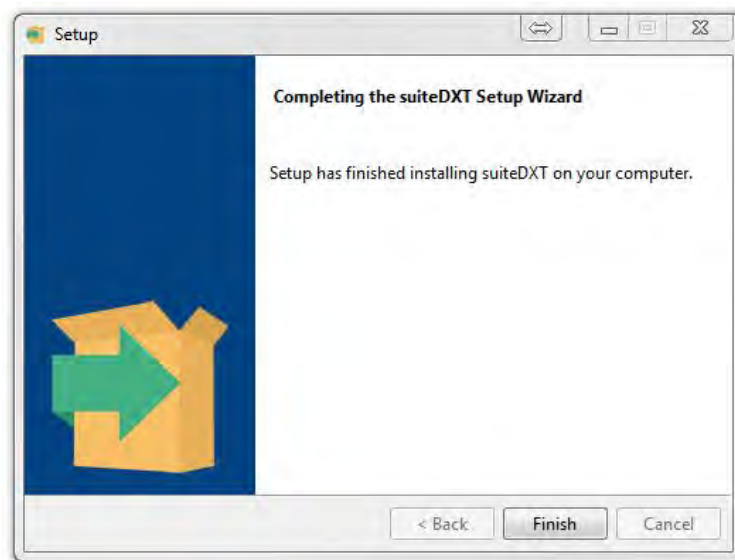 Setup
Completing the suiteDXT Setup Wizard
Setup has finished installing suiteDXT on your computer.
< Back Finish Cancel